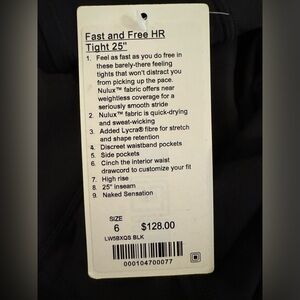 Fast and Free HR
Tight 25"
1. Feel as fast as you do free in
these barely-there feeling
tights that won't distract you
from picking up the pace.
Nulux™ fabric offers near
weightless coverage for a
seriously smooth stride
2. Nulux™ fabric is quick-drying
and sweat-wicking
3. Added Lycra® fibre for stretch
and shape retention
4. Discreet waistband pockets
5. Side pockets
6. Cinch the interior waist
drawcord to customize your fit
7. High rise
8. 25" inseam
9. Naked Sensation
SIZE
6 $128.00
LW5BXQS BLK
000104700077